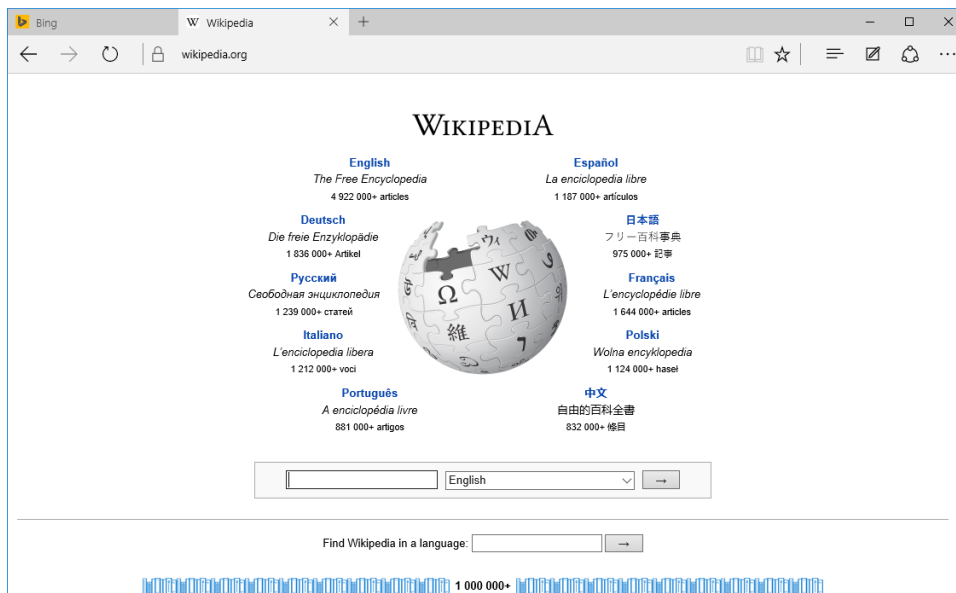 Bing
W Wikipedia
wikipedia.org
WIKIPEDIA
English
The Free Encyclopedia
4 922 000+ articles
Español
La enciclopedia libre
1 187 000+ artículos
Deutsch
Die freie Enzyklopädie
1 836 000+ Artikel
日本語
フリー百科事典
975 000+ 記事
Русский
Свободная энциклопедия
1 239 000+ статей
Français
L'encyclopédie libre
1 644 000+ articles
Italiano
L'enciclopedia libera
1 212 000+ voci
Polski
Wolna encyklopedia
1 124 000+ haseł
Português
A enciclopédia livre
881 000+ artigos
中文
自由的百科全書
832 000+ 條目
Ω W И 維 ウィ 7
English →
Find Wikipedia in a language: →
1 000 000+